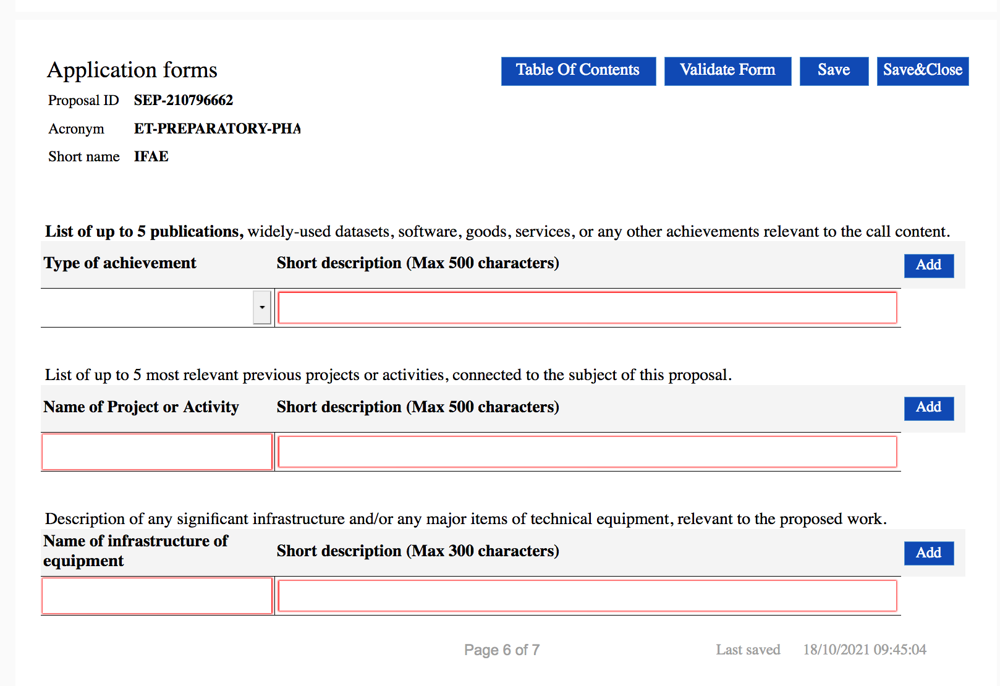 Application forms
Table Of Contents
Validate Form
Save
Save&Close
Proposal ID SEP-210796662
Acronym ET-PREPARATORY-PHA
Short name IFAE
List of up to 5 publications, widely-used datasets, software, goods, services, or any other achievements relevant to the call content.
Type of achievement Short description (Max 500 characters) Add
List of up to 5 most relevant previous projects or activities, connected to the subject of this proposal.
Name of Project or Activity Short description (Max 500 characters) Add
Description of any significant infrastructure and/or any major items of technical equipment, relevant to the proposed work.
Name of infrastructure of
equipment
Short description (Max 300 characters) Add
Page 6 of 7 Last saved 18/10/2021 09:45:04